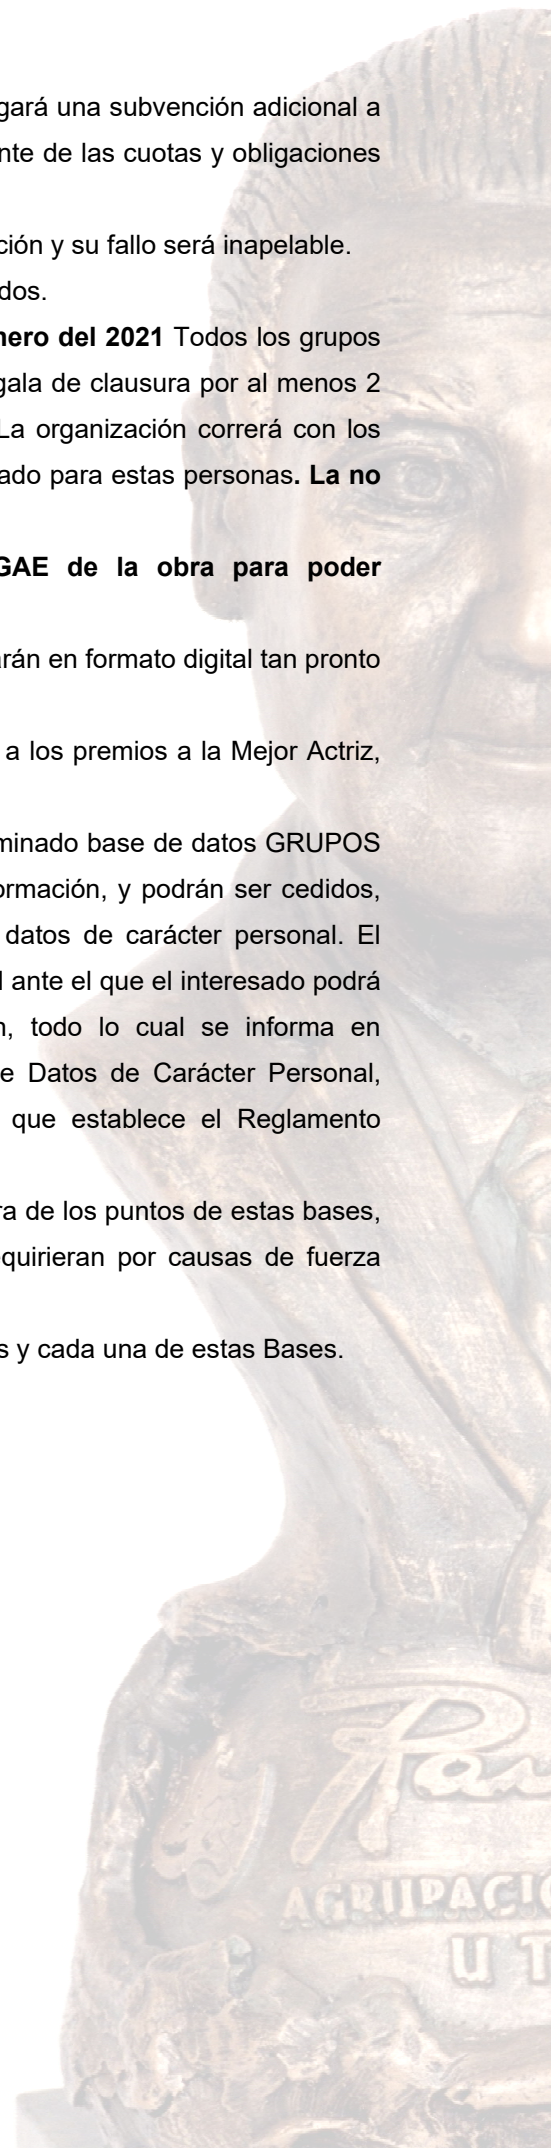 gará una subvención adicional a
nte de las cuotas y obligaciones
ción y su fallo será inapelable.
dos.
nero del 2021 Todos los grupos
gala de clausura por al menos 2
La organización correrá con los
ado para estas personas. La no
GAE de la obra para poder
arán en formato digital tan pronto
a los premios a la Mejor Actriz,
minado base de datos GRUPOS
ormación, y podrán ser cedidos,
datos de carácter personal. El
l ante el que el interesado podrá
n, todo lo cual se informa en
e Datos de Carácter Personal,
que establece el Reglamento
ra de los puntos de estas bases,
quirieran por causas de fuerza
s y cada una de estas Bases.
AGRUPACIÓ
UT